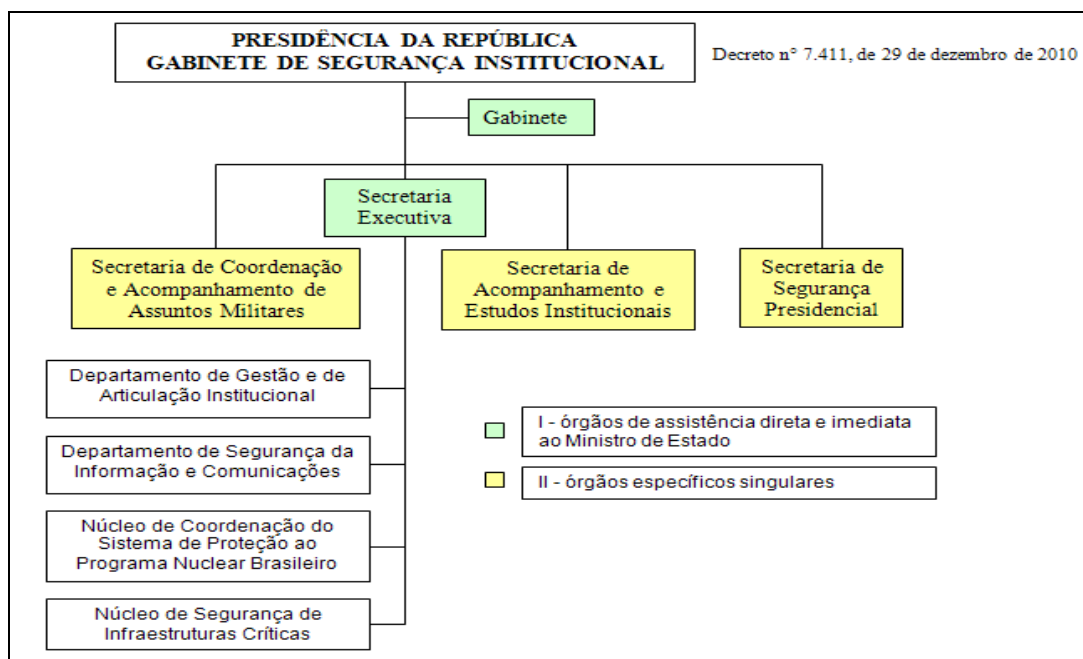 PRESIDÊNCIA DA REPÚBLICA
GABINETE DE SEGURANÇA INSTITUCIONAL
Decreto n° 7.411, de 29 de dezembro de 2010
Gabinete
Secretaria
Executiva
Secretaria de Coordenação
e Acompanhamento de
Assuntos Militares
Secretaria de
Acompanhamento e
Estudos Institucionais
Secretaria de
Segurança
Presidencial
Departamento de Gestão e de
Articulação Institucional
Departamento de Segurança da
Informação e Comunicações
Núcleo de Coordenação do
Sistema de Proteção ao
Programa Nuclear Brasileiro
Núcleo de Segurança de
Infraestruturas Críticas
I - órgãos de assistência direta e imediata
ao Ministro de Estado
II - órgãos específicos singulares